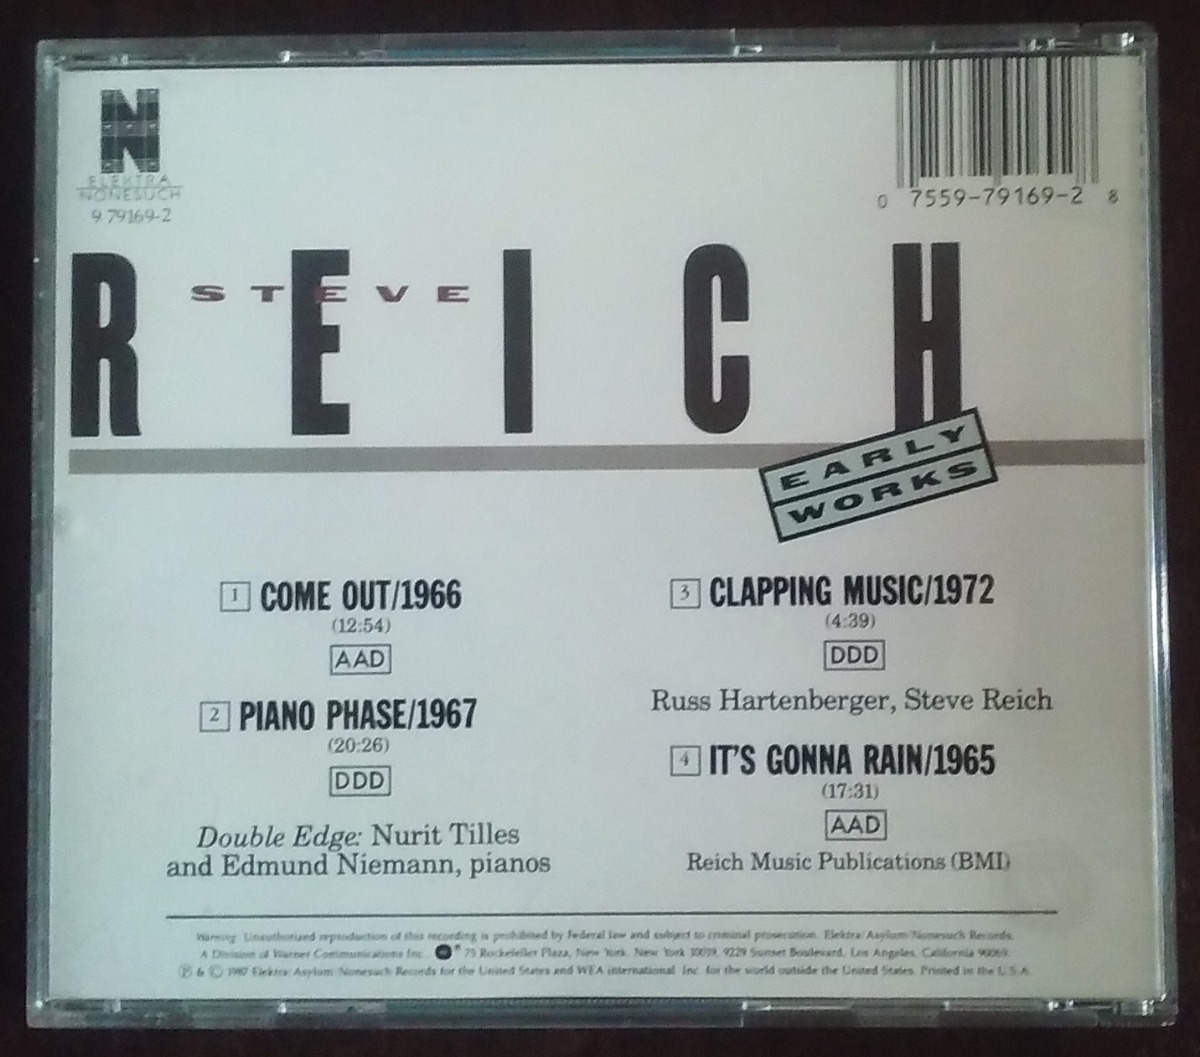 N
ELEKTRA
NONESUCH
9 79169-2
0 7559-79169-2 8
STEVE
REICH
EARLY
WORKS
1 COME OUT/1966
(12:54)
AAD
2 PIANO PHASE/1967
(20:26)
DDD
Double Edge: Nurit Tilles
and Edmund Niemann, pianos
3 CLAPPING MUSIC/1972
(4:39)
DDD
Russ Hartenberger, Steve Reich
4 IT'S GONNA RAIN/1965
(17:31)
AAD
Reich Music Publications (BMI)
Warning: Unauthorized reproduction of this recording is prohibited by Federal law and subject to criminal prosecution. Elektra/Asylum/Nonesuch Records,
A Division of Warner Communications Inc., ® 75 Rockefeller Plaza, New York, New York 10019, 9229 Sunset Boulevard, Los Angeles, California 90069.
℗ & © 1987 Elektra/Asylum/Nonesuch Records for the United States and WEA International Inc. for the world outside the United States. Printed in the U.S.A.